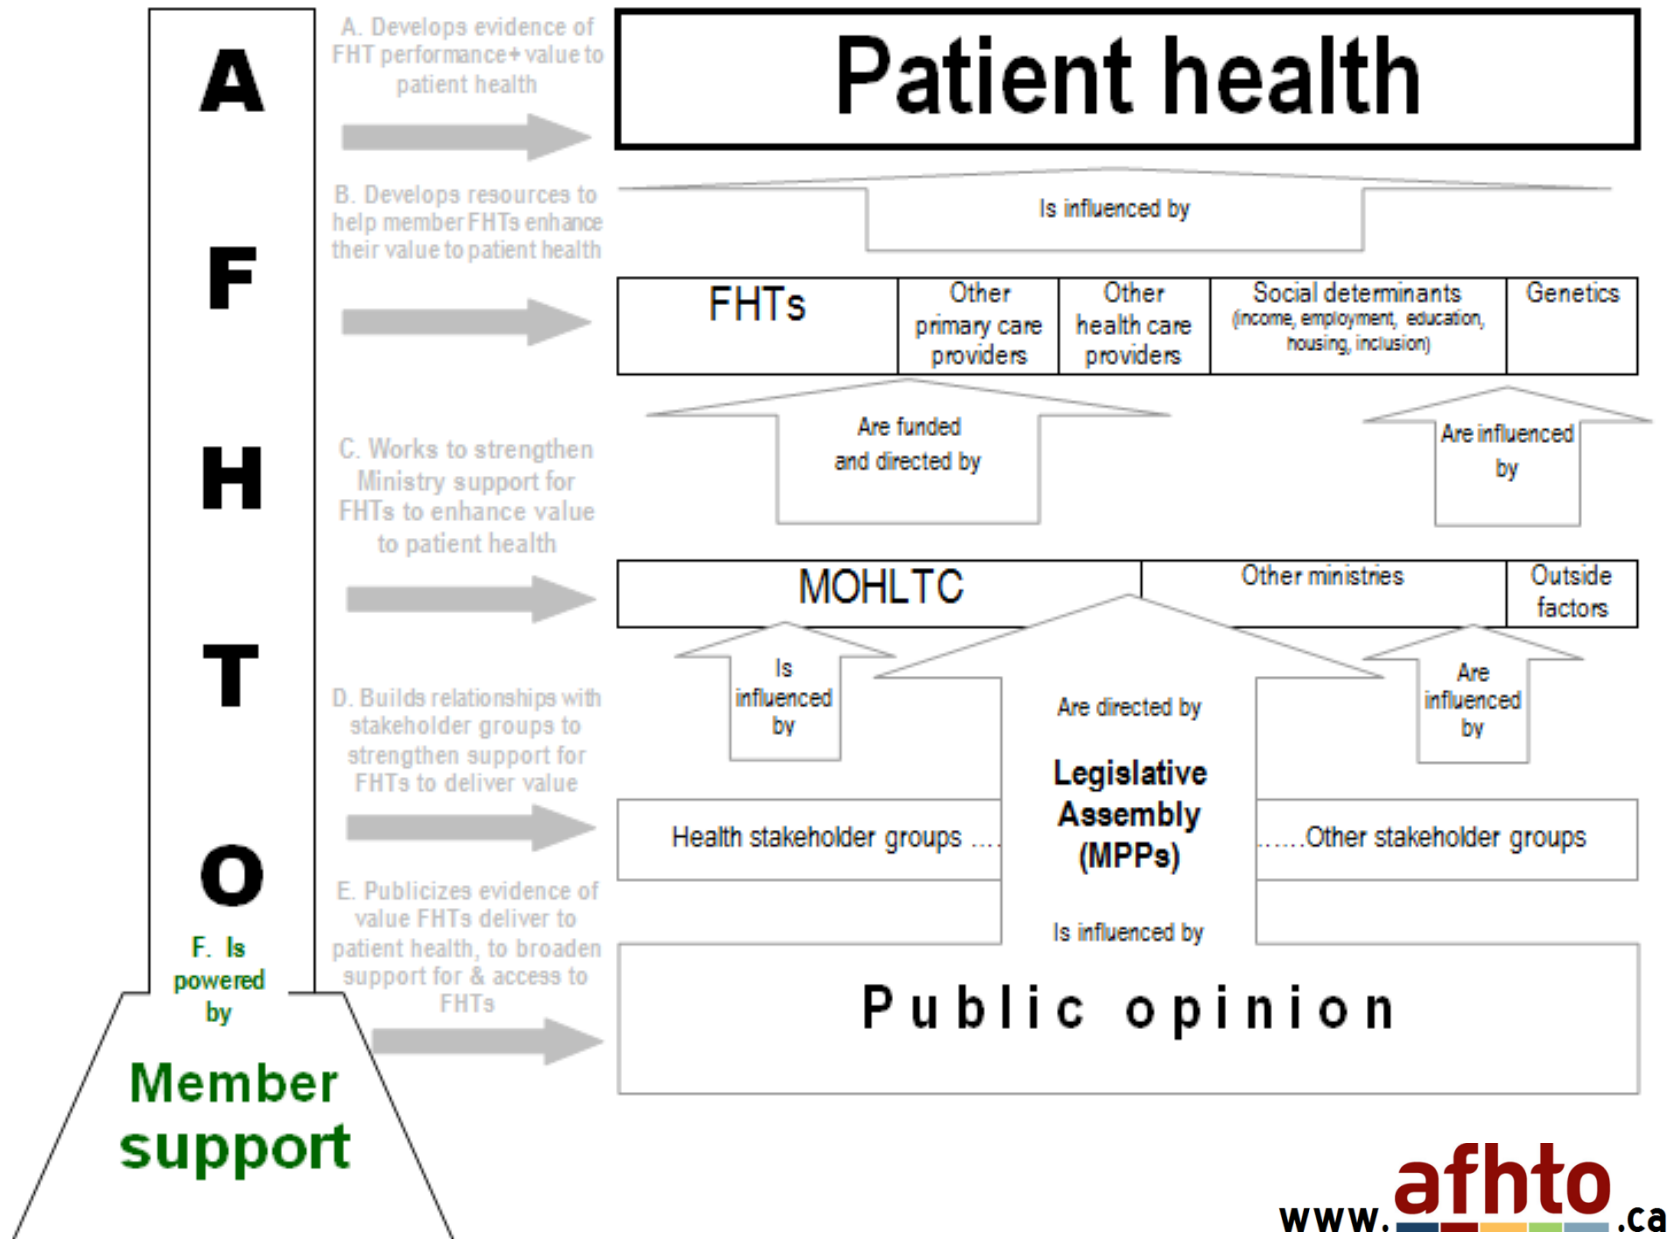 A
F
H
T
O
F. Is
powered
by
Member
support
A. Develops evidence of
FHT performance+ value to
patient health
B. Develops resources to
help member FHTs enhance
their value to patient health
C. Works to strengthen
Ministry support for
FHTs to enhance value
to patient health
D. Builds relationships with
stakeholder groups to
strengthen support for
FHTs to deliver value
E. Publicizes evidence of
value FHTs deliver to
patient health, to broaden
support for & access to
FHTs
Patient health
Is influenced by
FHTs
Other
primary care
providers
Other
health care
providers
Social determinants
(income, employment, education,
housing, inclusion)
Genetics
Are funded
and directed by
Are influenced
by
MOHLTC
Other ministries
Outside
factors
Is
influenced
by
Are directed by
Legislative
Assembly
(MPPs)
Are
influenced
by
Health stakeholder groups ....
......Other stakeholder groups
Is influenced by
Public opinion
www.afhto.ca